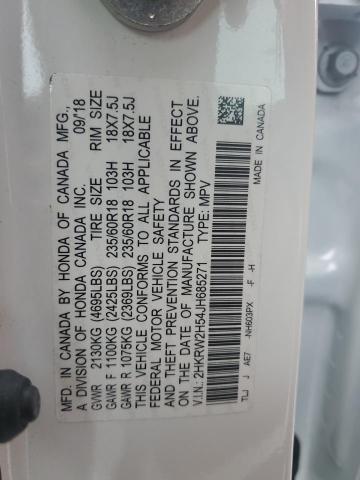 MFD. IN CANADA BY HONDA OF CANADA MFG.,
A DIVISION OF HONDA CANADA INC. 09/18
GVWR 2130KG (4695LBS) TIRE SIZE RIM SIZE
GAWR F 1100KG (2425LBS) 235/60R18 103H 18X7.5J
GAWR R 1075KG (2369LBS) 235/60R18 103H 18X7.5J
THIS VEHICLE CONFORMS TO ALL APPLICABLE
FEDERAL MOTOR VEHICLE SAFETY
AND THEFT PREVENTION STANDARDS IN EFFECT
ON THE DATE OF MANUFACTURE SHOWN ABOVE.
V.I.N.: 2HKRW2H54JH685271 TYPE: MPV
TLJ J AE7 -NH603PX -F -H
MADE IN CANADA